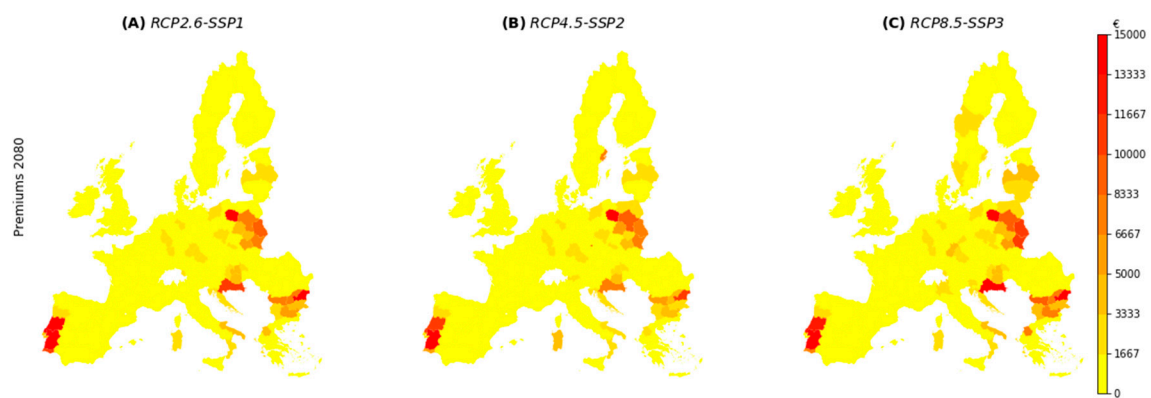 (A) RCP2.6-SSP1
(B) RCP4.5-SSP2
(C) RCP8.5-SSP3
€
15000
13333
11667
10000
8333
6667
5000
3333
1667
0
Premiums 2080